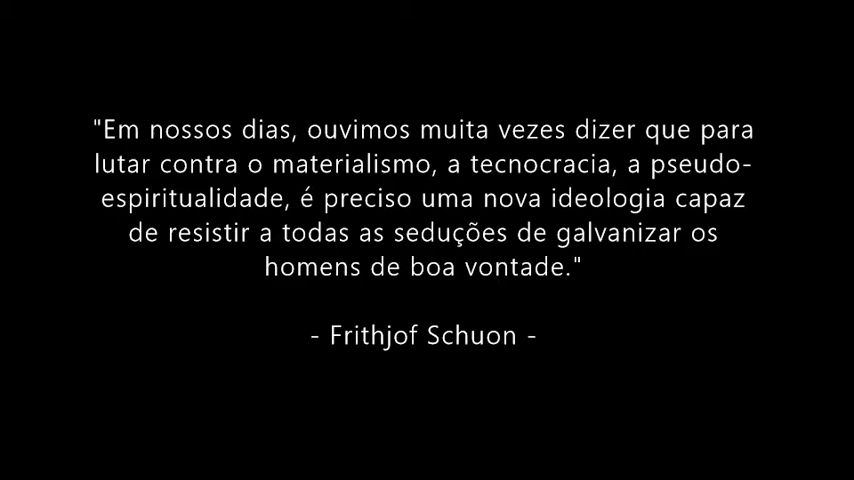 "Em nossos dias, ouvimos muita vezes dizer que para
lutar contra o materialismo, a tecnocracia, a pseudo-
espiritualidade, é preciso uma nova ideologia capaz
de resistir a todas as seduções de galvanizar os
homens de boa vontade."
- Frithjof Schuon -